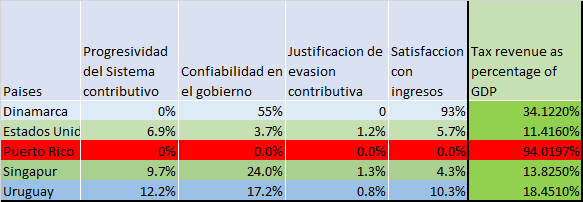 Paises Progresividad del Sistema contributivo Confiabilidad en el gobierno Justificacion de evasion contributiva Satisfaccion con ingresos Tax revenue as percentage of GDP
Dinamarca 0% 55% 0 93% 34.1220%
Estados Unid 6.9% 3.7% 1.2% 5.7% 11.4160%
Puerto Rico 0% 0.0% 0.0% 0.0% 94.0197%
Singapur 9.7% 24.0% 1.3% 4.3% 13.8250%
Uruguay 12.2% 17.2% 0.8% 10.3% 18.4510%